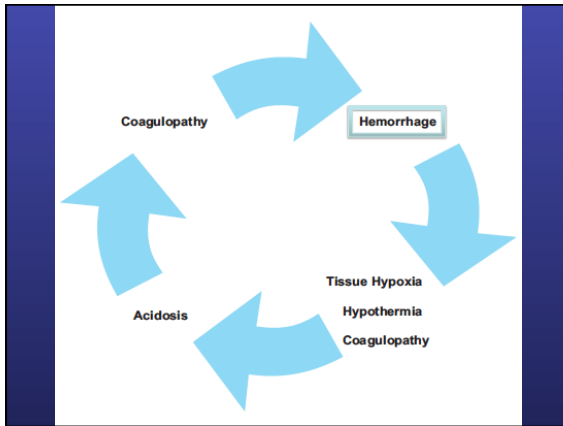 Coagulopathy
Hemorrhage
Tissue Hypoxia
Hypothermia
Coagulopathy
Acidosis